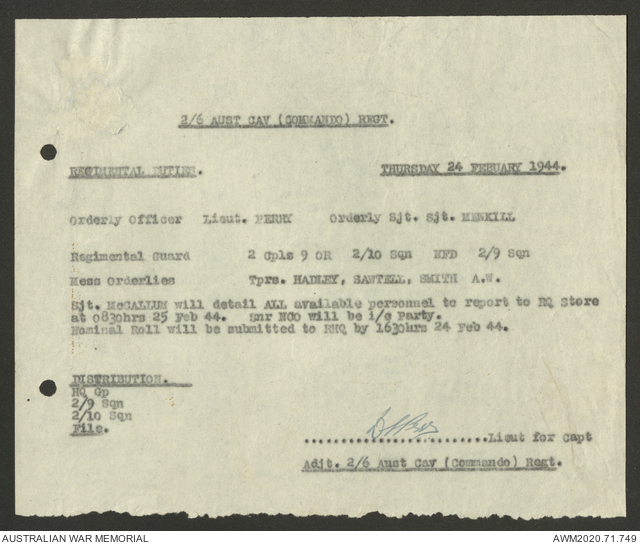 2/6 AUST CAV (COMMANDO) REGT.
REGIMENTAL DUTIES. THURSDAY 24 FEBUARY 1944.
Orderly Officer Lieut. PERRY Orderly Sjt. Sjt. MENKILL
Regimental Guard 2 Cpls 9 OR 2/10 Sqn NFD 2/9 Sqn
Mess Orderlies Tprs. HADLEY, SAWTELL, SMITH A.W.
Sjt. McCALLUM will detail ALL available personnel to report to RQ Store
at 0830hrs 25 Feb 44. Snr NCO will be i/c Party.
Nominal Roll will be submitted to RHQ by 1630hrs 24 Feb 44.
DISTRIBUTION.
HQ Gp
2/9 Sqn
2/10 Sqn
File.
........................Lieut for Capt
Adjt. 2/6 Aust Cav (Commando) Regt.
AUSTRALIAN WAR MEMORIAL AWM2020.71.749